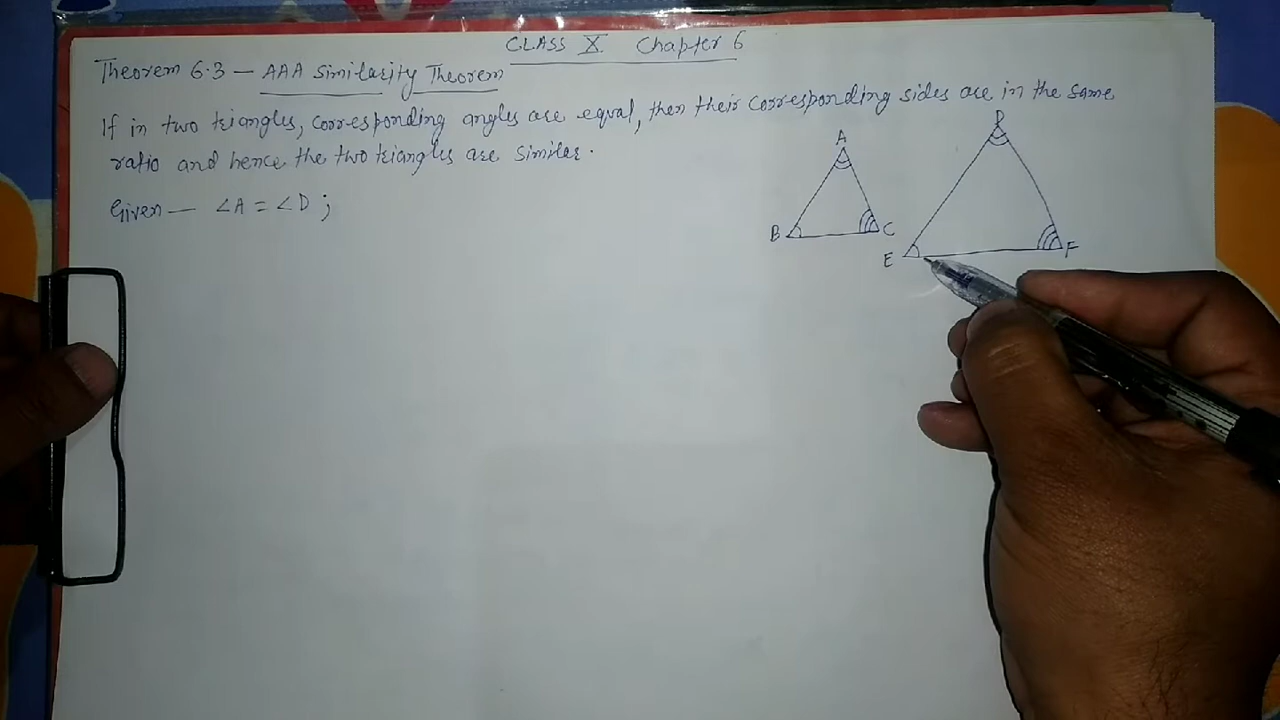 CLASS X Chapter 6
Theorem 6.3 — AAA Similarity Theorem
If in two triangles, corresponding angles are equal, then their corresponding sides are in the same
ratio and hence the two triangles are similar.
Given — ∠A = ∠D ;
A
B
C
D
E
F